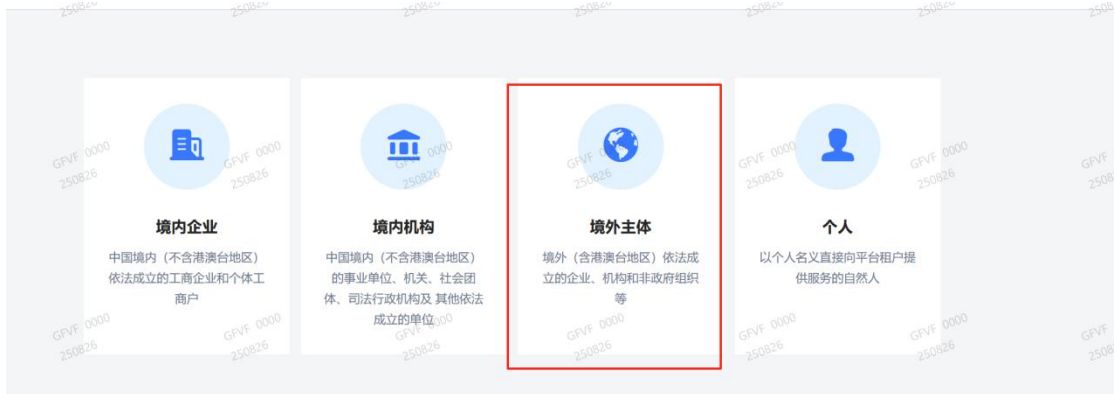 境内企业
中国境内（不含港澳台地区）
依法成立的工商企业和个体工
商户
境内机构
中国境内（不含港澳台地区）
的事业单位、机关、社会团
体、司法行政机构及 其他依法
成立的单位
境外主体
境外（含港澳台地区）依法成
立的企业、机构和非政府组织
等
个人
以个人名义直接向平台租户提
供服务的自然人
GFVF 0000
250826